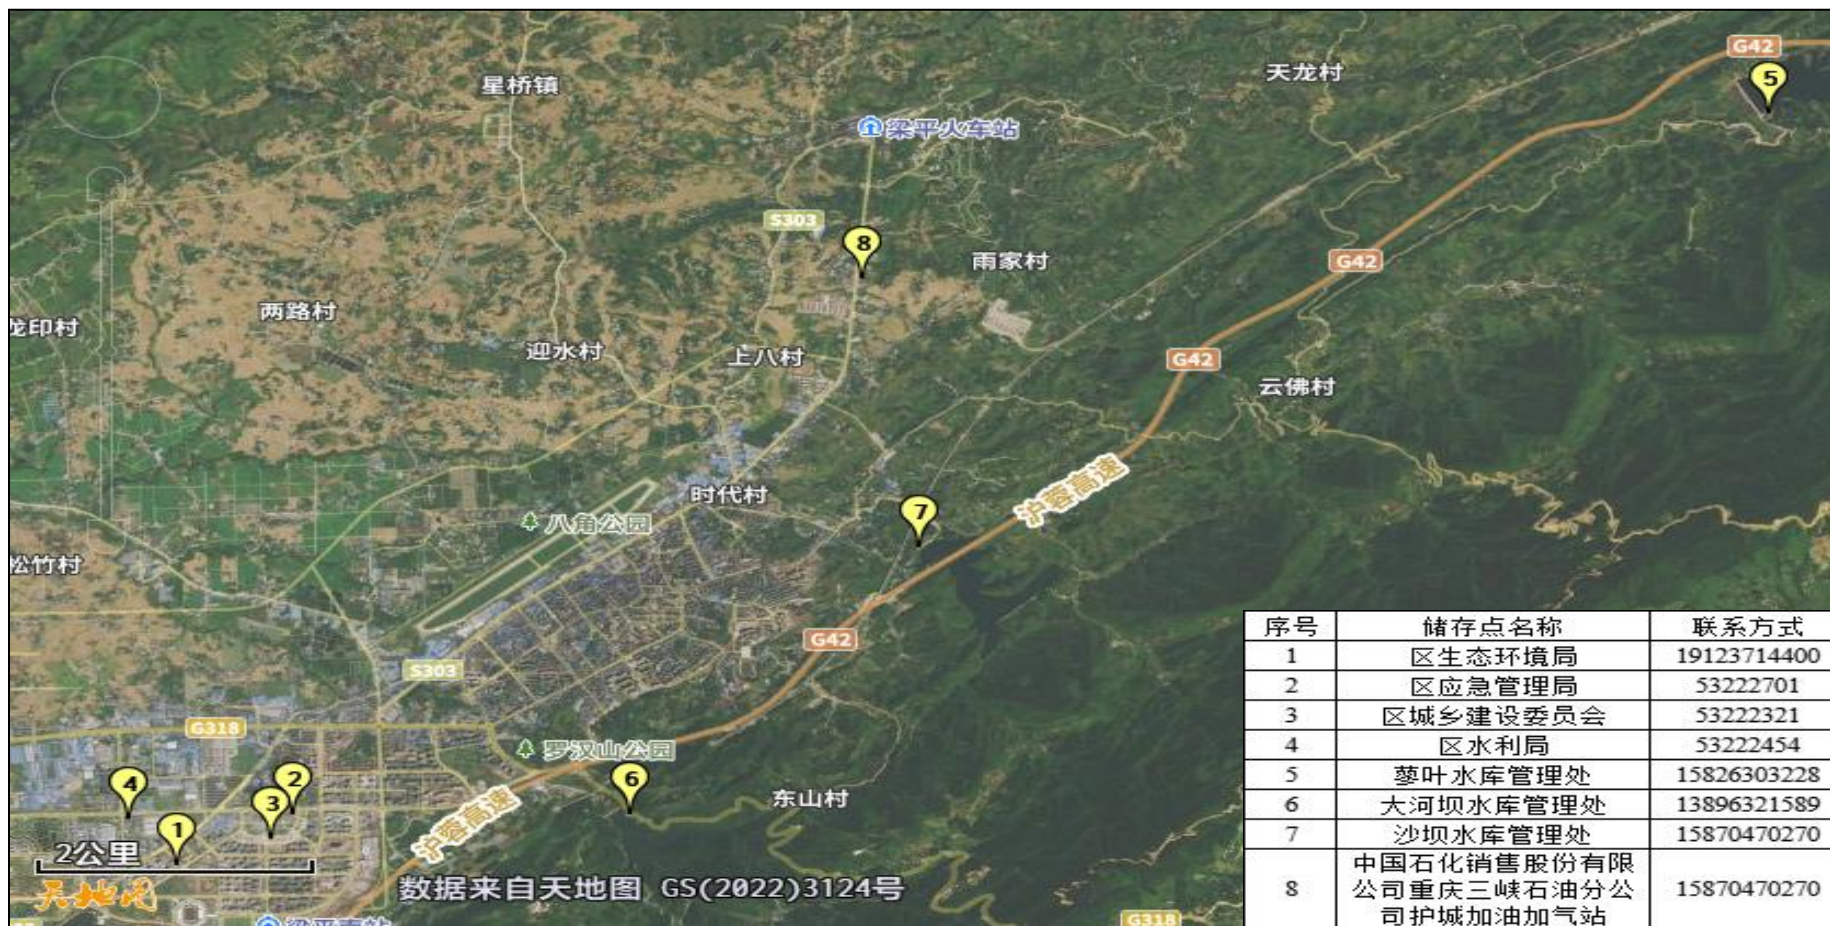 G42
5
天龙村
星桥镇
梁平火车站
S303
8
雨家村
G42
两路村
龙印村
迎水村
上八村
G42
云佛村
沪蓉高速
时代村
7
八角公园
松竹村
G42
S303
G318
罗汉山公园
6
4
2
3
1
东山村
沪蓉高速
2公里
天地图
数据来自天地图 GS(2022)3124号
梁平南站
G318
序号 储存点名称 联系方式
1 区生态环境局 19123714400
2 区应急管理局 53222701
3 区城乡建设委员会 53222321
4 区水利局 53222454
5 蓼叶水库管理处 15826303228
6 大河坝水库管理处 13896321589
7 沙坝水库管理处 15870470270
8 中国石化销售股份有限
公司重庆三峡石油分公
司护城加油加气站 15870470270